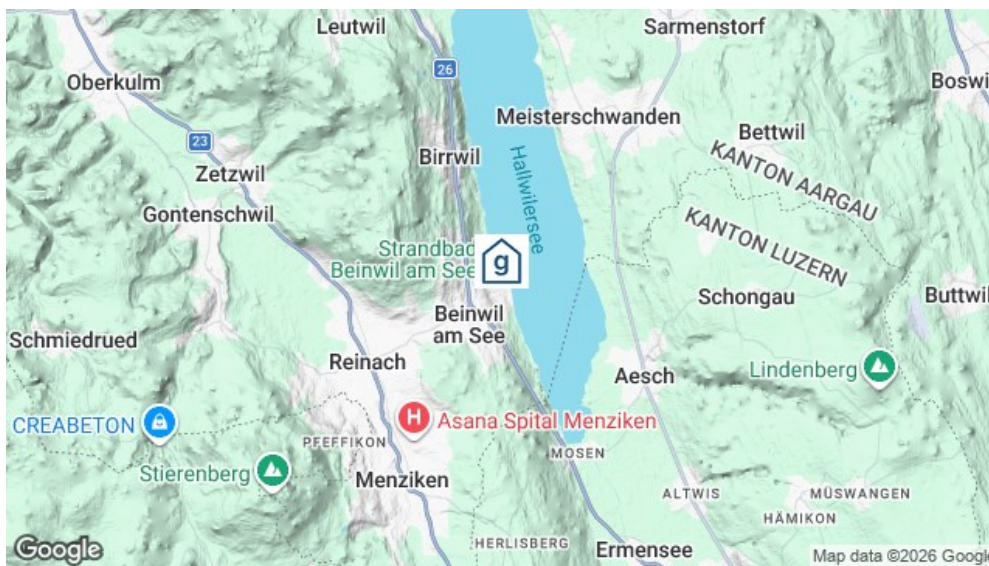 Leutwil
Sarmenstorf
Oberkulm
26
Boswi
Meisterschwanden
Bettwil
23
Birrwil
KANTON AARGAU
Zetzwil
Hallwilersee
Gontenschwil
KANTON LUZERN
Strandbad
Beinwil am See
g
Schongau
Buttwil
Beinwil
am See
Schmiedrued
Reinach
Aesch
Lindenberg
CREABETON
H
Asana Spital Menziken
PFEFFIKON
MOSEN
Stierenberg
Menziken
ALTWIS
MÜSWANGEN
HÄMIKON
HERLISBERG
Ermensee
Google
Map data ©2026 Google